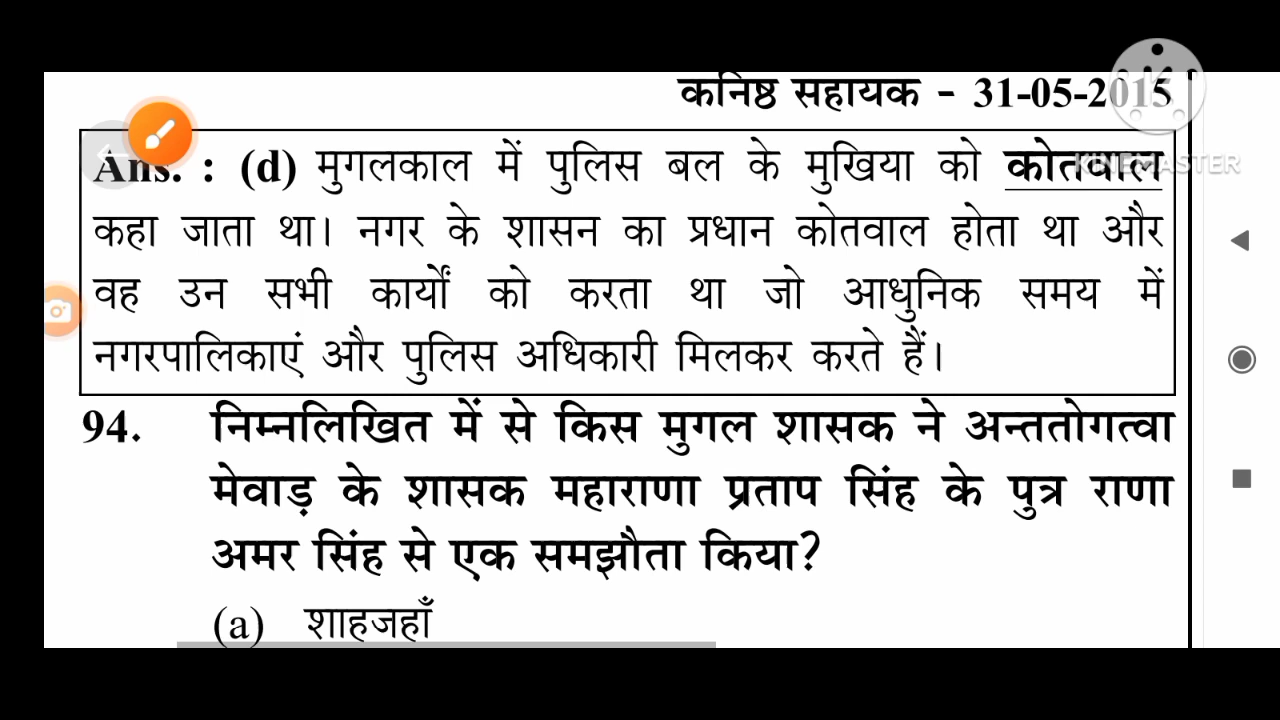 कनिष्ठ सहायक - 31-05-2015
Ans. : (d) मुगलकाल में पुलिस बल के मुखिया को कोतवाल
KINEMASTER
कहा जाता था। नगर के शासन का प्रधान कोतवाल होता था और
वह उन सभी कार्यों को करता था जो आधुनिक समय में
नगरपालिकाएं और पुलिस अधिकारी मिलकर करते हैं।
94. निम्नलिखित में से किस मुगल शासक ने अन्ततोगत्वा
मेवाड़ के शासक महाराणा प्रताप सिंह के पुत्र राणा
अमर सिंह से एक समझौता किया?
(a) शाहजहाँ